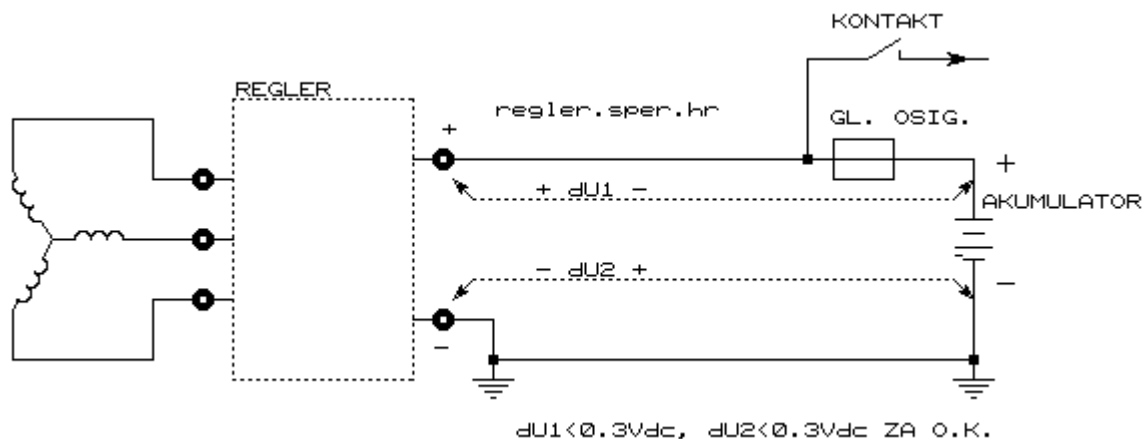 KONTAKT
REGLER
regler.sper.hr
GL. OSIG.
+
+
+ dU1 -
AKUMULATOR
- dU2 +
-
-
dU1<0.3Vdc, dU2<0.3Vdc ZA O.K.